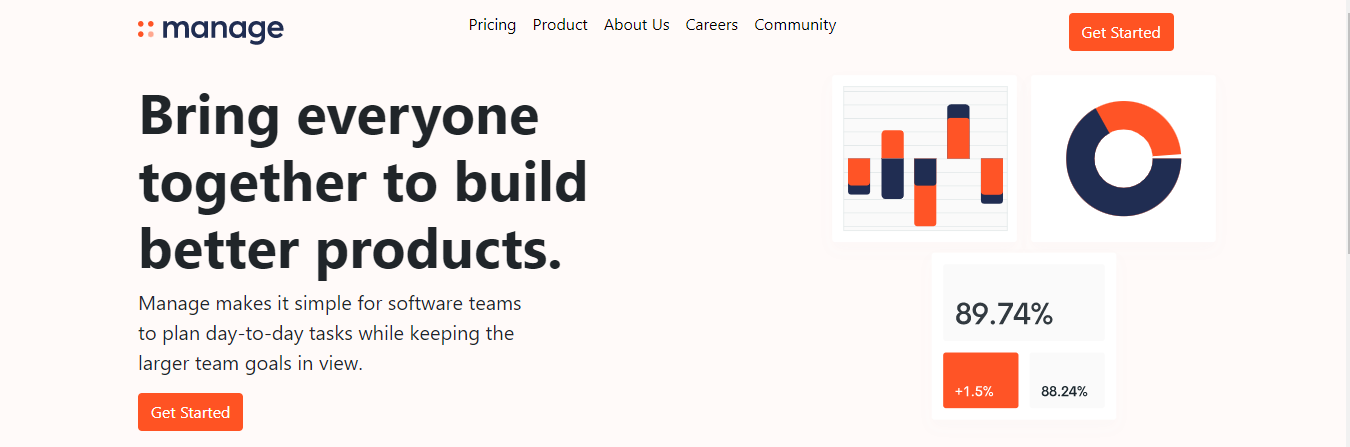 manage
Pricing Product About Us Careers Community
Get Started
Bring everyone
together to build
better products.
Manage makes it simple for software teams
to plan day-to-day tasks while keeping the
larger team goals in view.
Get Started
89.74%
+1.5%
88.24%